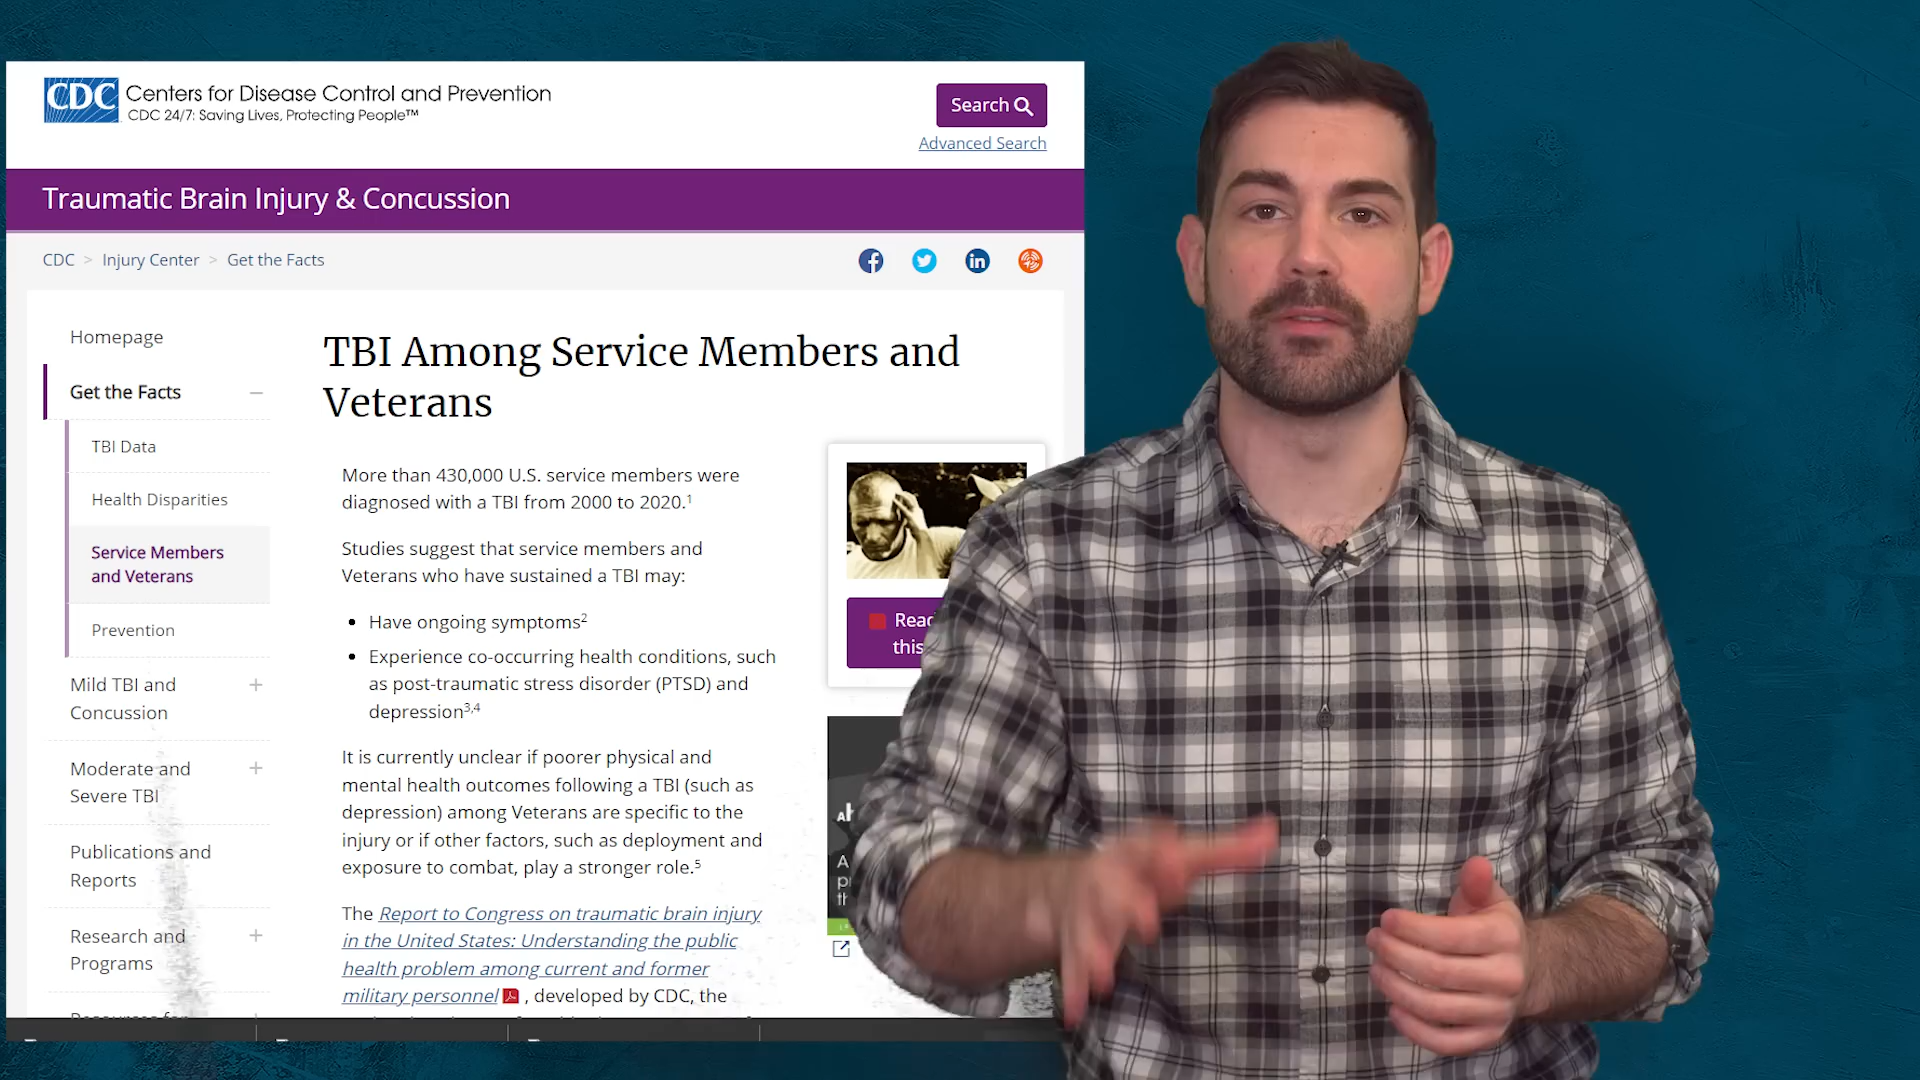 CDC Centers for Disease Control and Prevention
CDC 24/7: Saving Lives, Protecting People™
Search
Advanced Search
Traumatic Brain Injury & Concussion
CDC > Injury Center > Get the Facts
Homepage
Get the Facts
TBI Data
Health Disparities
Service Members
and Veterans
Prevention
Mild TBI and
Concussion
Moderate and
Severe TBI
Publications and
Reports
Research and
Programs
TBI Among Service Members and
Veterans
More than 430,000 U.S. service members were
diagnosed with a TBI from 2000 to 2020.1
Studies suggest that service members and
Veterans who have sustained a TBI may:
• Have ongoing symptoms2
• Experience co-occurring health conditions, such
as post-traumatic stress disorder (PTSD) and
depression3,4
It is currently unclear if poorer physical and
mental health outcomes following a TBI (such as
depression) among Veterans are specific to the
injury or if other factors, such as deployment and
exposure to combat, play a stronger role.5
The Report to Congress on traumatic brain injury
in the United States: Understanding the public
health problem among current and former
military personnel , developed by CDC, the
Read
this